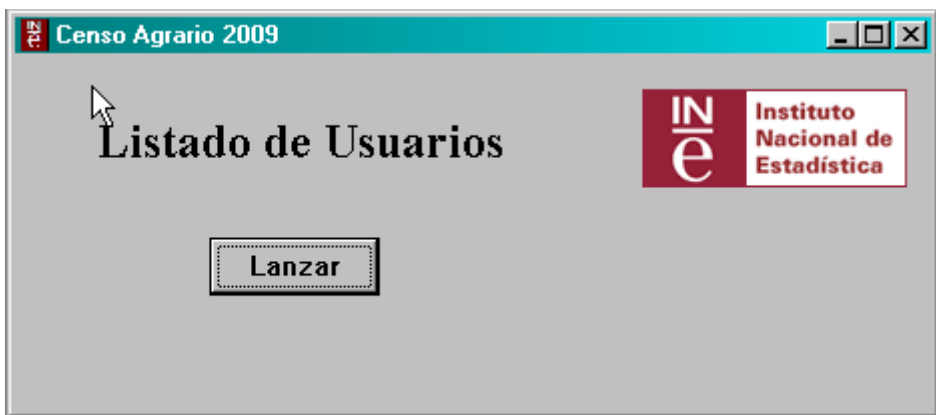 Censo Agrario 2009
Listado de Usuarios
INe
Instituto
Nacional de
Estadística
Lanzar